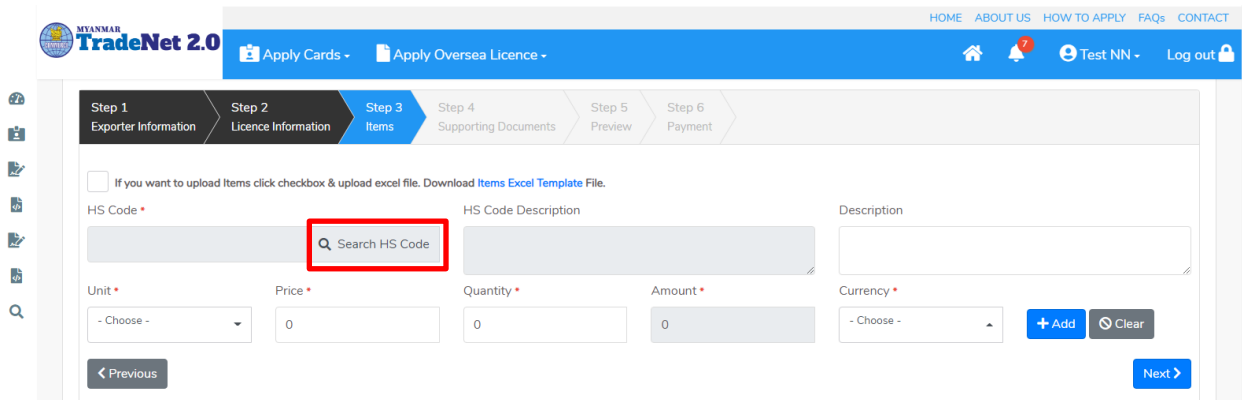 HOME ABOUT US HOW TO APPLY FAQs CONTACT
MYANMAR
TradeNet 2.0
Apply Cards
Apply Oversea Licence
7
Test NN
Log out
Step 1
Exporter Information
Step 2
Licence Information
Step 3
Items
Step 4
Supporting Documents
Step 5
Preview
Step 6
Payment
If you want to upload Items click checkbox & upload excel file. Download Items Excel Template File.
HS Code *
HS Code Description
Description
Search HS Code
Unit *
Price *
Quantity *
Amount *
Currency *
- Choose -
0
0
0
- Choose -
+ Add
Clear
Previous
Next